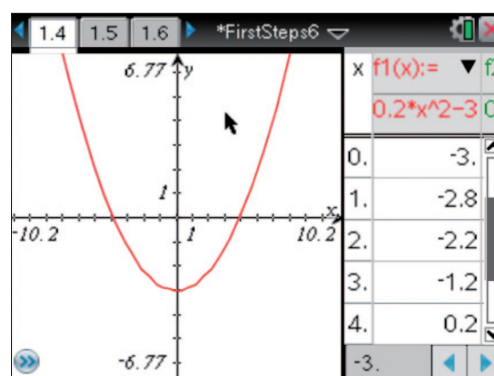 1.4 1.5 1.6 *FirstSteps6
6.77 y
1
x
-10.2 1 10.2
-6.77
x f1(x):=
0.2*x^2-3
0. -3.
1. -2.8
2. -2.2
3. -1.2
4. 0.2
-3.